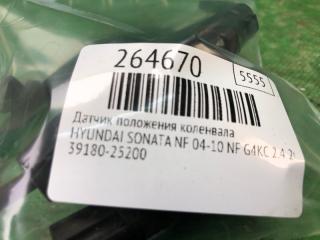 264670
5555
Датчик положения коленвала
HYUNDAI SONATA NF 04-10 NF G4KC 2.4
39180-25200